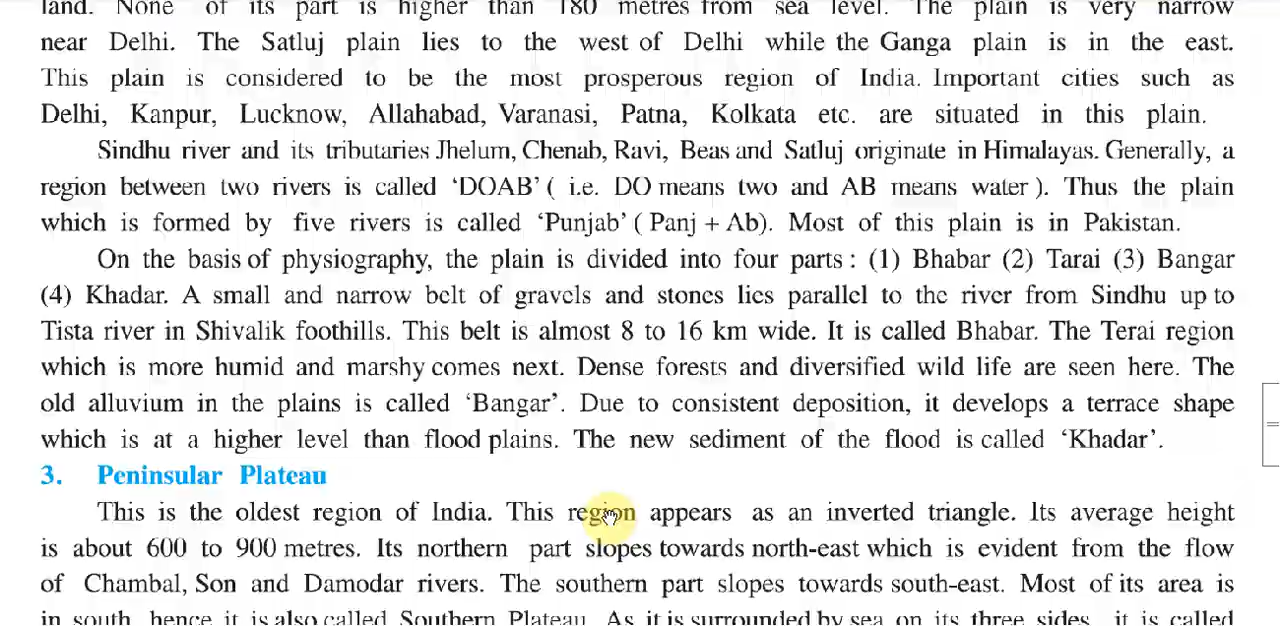 land. None of its part is higher than 180 metres from sea level. The plain is very narrow
near Delhi. The Satluj plain lies to the west of Delhi while the Ganga plain is in the east.
This plain is considered to be the most prosperous region of India. Important cities such as
Delhi, Kanpur, Lucknow, Allahabad, Varanasi, Patna, Kolkata etc. are situated in this plain.
Sindhu river and its tributaries Jhelum, Chenab, Ravi, Beas and Satluj originate in Himalayas. Generally, a
region between two rivers is called ‘DOAB’ ( i.e. DO means two and AB means water ). Thus the plain
which is formed by five rivers is called ‘Punjab’ ( Panj + Ab). Most of this plain is in Pakistan.
On the basis of physiography, the plain is divided into four parts : (1) Bhabar (2) Tarai (3) Bangar
(4) Khadar. A small and narrow belt of gravels and stones lies parallel to the river from Sindhu up to
Tista river in Shivalik foothills. This belt is almost 8 to 16 km wide. It is called Bhabar. The Terai region
which is more humid and marshy comes next. Dense forests and diversified wild life are seen here. The
old alluvium in the plains is called ‘Bangar’. Due to consistent deposition, it develops a terrace shape
which is at a higher level than flood plains. The new sediment of the flood is called ‘Khadar’.
3. Peninsular Plateau
This is the oldest region of India. This region appears as an inverted triangle. Its average height
is about 600 to 900 metres. Its northern part slopes towards north-east which is evident from the flow
of Chambal, Son and Damodar rivers. The southern part slopes towards south-east. Most of its area is
in south, hence it is also called Southern Plateau. As it is surrounded by sea on its three sides, it is called